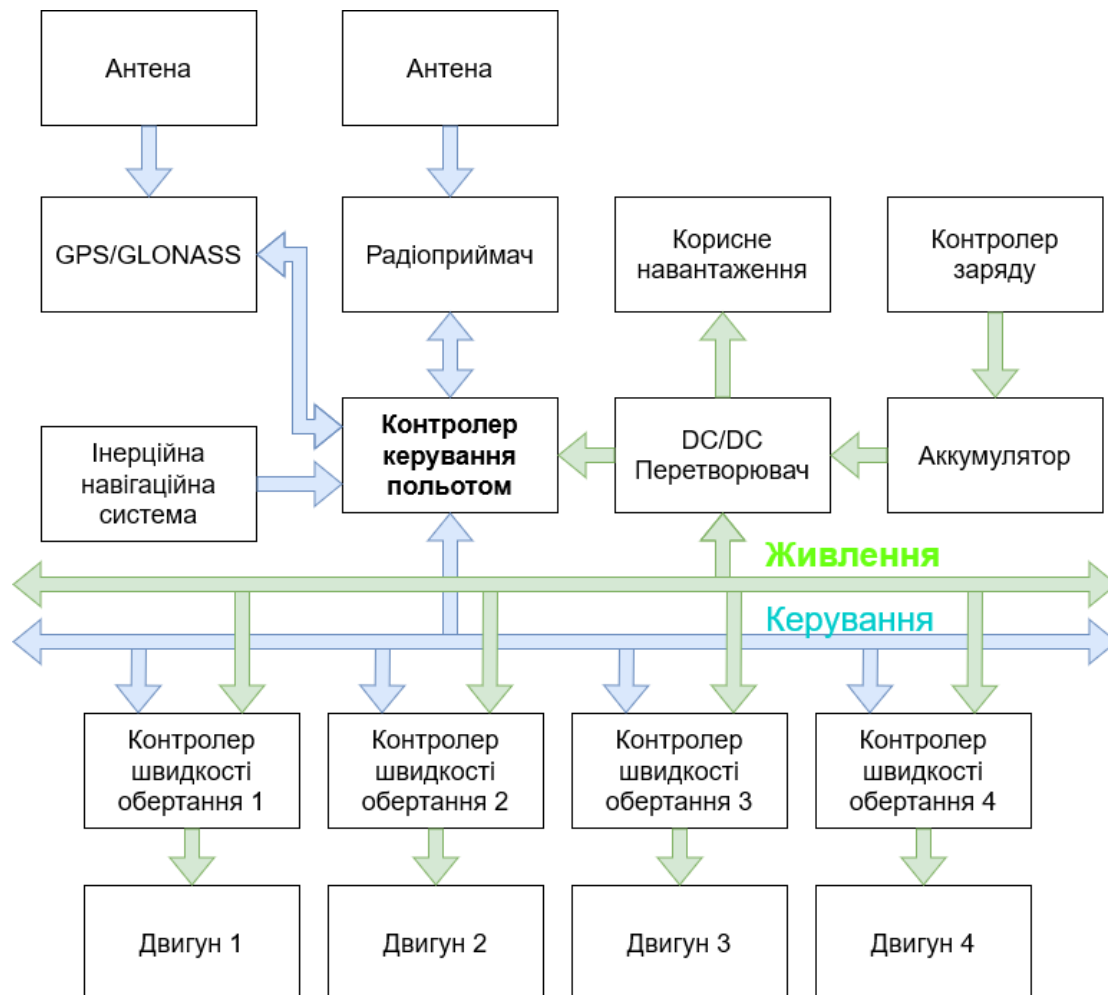 Антена
Антена
GPS/GLONASS
Радіоприймач
Корисне
навантаження
Контролер
заряду
Інерційна
навігаційна
система
Контролер
керування
польотом
DC/DC
Перетворювач
Аккумулятор
Живлення
Керування
Контролер
швидкості
обертання 1
Контролер
швидкості
обертання 2
Контролер
швидкості
обертання 3
Контролер
швидкості
обертання 4
Двигун 1
Двигун 2
Двигун 3
Двигун 4